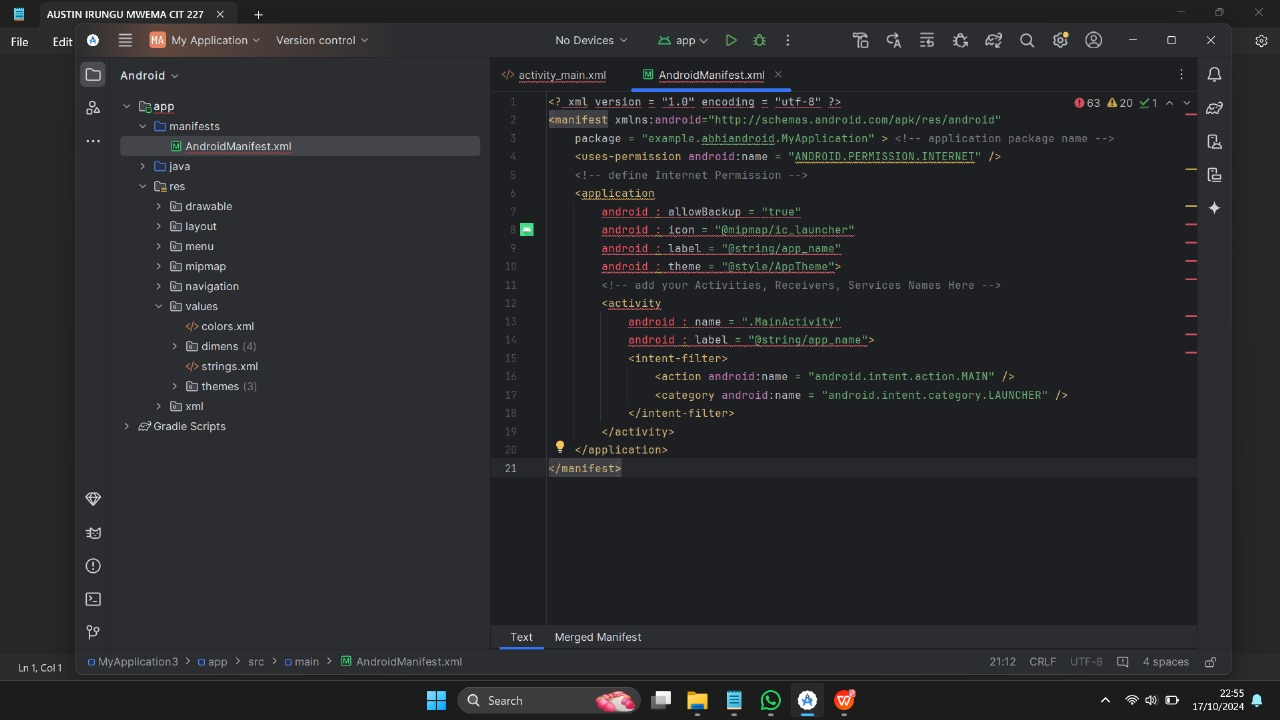 AUSTIN IRUNGU MWEMA CIT 227
File Edit
MA My Application Version control No Devices app
Android
app
manifests
AndroidManifest.xml
java
res
drawable
layout
menu
mipmap
navigation
values
colors.xml
dimens (4)
strings.xml
themes (3)
xml
Gradle Scripts
activity_main.xml AndroidManifest.xml
63 20 1
1 <? xml version = "1.0" encoding = "utf-8" ?>
2 <manifest xmlns:android="http://schemas.android.com/apk/res/android"
3 package = "example.abhiandroid.MyApplication" > <!-- application package name -->
4 <uses-permission android:name = "ANDROID.PERMISSION.INTERNET" />
5 <!-- define Internet Permission -->
6 <application
7 android : allowBackup = "true"
8 android : icon = "@mipmap/ic_launcher"
9 android : label = "@string/app_name"
10 android : theme = "@style/AppTheme">
11 <!-- add your Activities, Receivers, Services Names Here -->
12 <activity
13 android : name = ".MainActivity"
14 android : label = "@string/app_name">
15 <intent-filter>
16 <action android:name = "android.intent.action.MAIN" />
17 <category android:name = "android.intent.category.LAUNCHER" />
18 </intent-filter>
19 </activity>
20 </application>
21 </manifest>
Text Merged Manifest
Ln 1, Col 1
MyApplication3 > app > src > main > AndroidManifest.xml
21:12 CRLF UTF-8 4 spaces
Search
22:55
17/10/2024